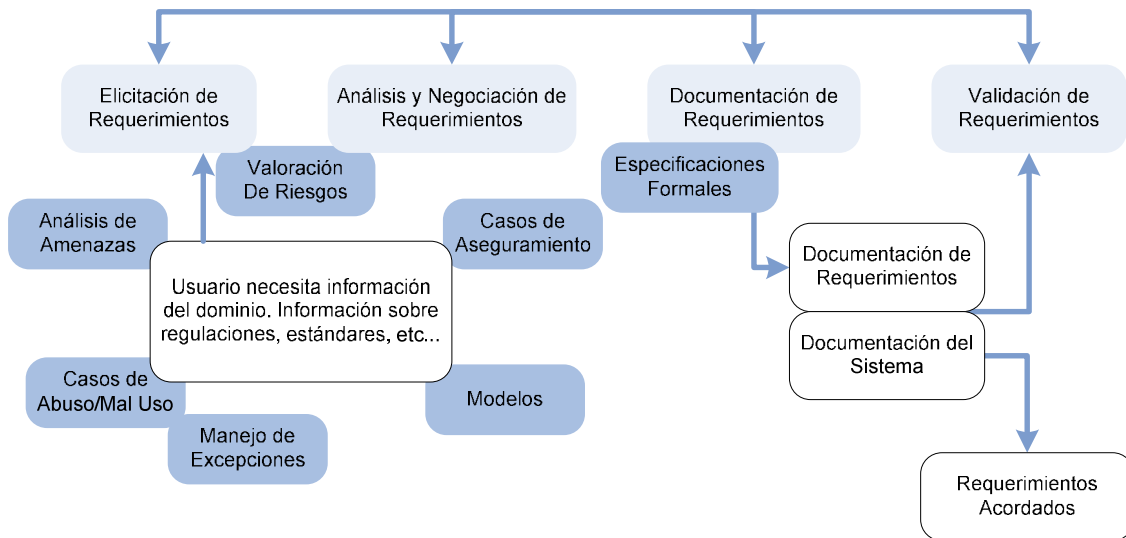 Elicitación de
Requerimientos
Análisis y Negociación de
Requerimientos
Documentación de
Requerimientos
Validación de
Requerimientos
Valoración
De Riesgos
Especificaciones
Formales
Análisis de
Amenazas
Casos de
Aseguramiento
Usuario necesita información
del dominio. Información sobre
regulaciones, estándares, etc...
Documentación de
Requerimientos
Documentación del
Sistema
Casos de
Abuso/Mal Uso
Modelos
Manejo de
Excepciones
Requerimientos
Acordados